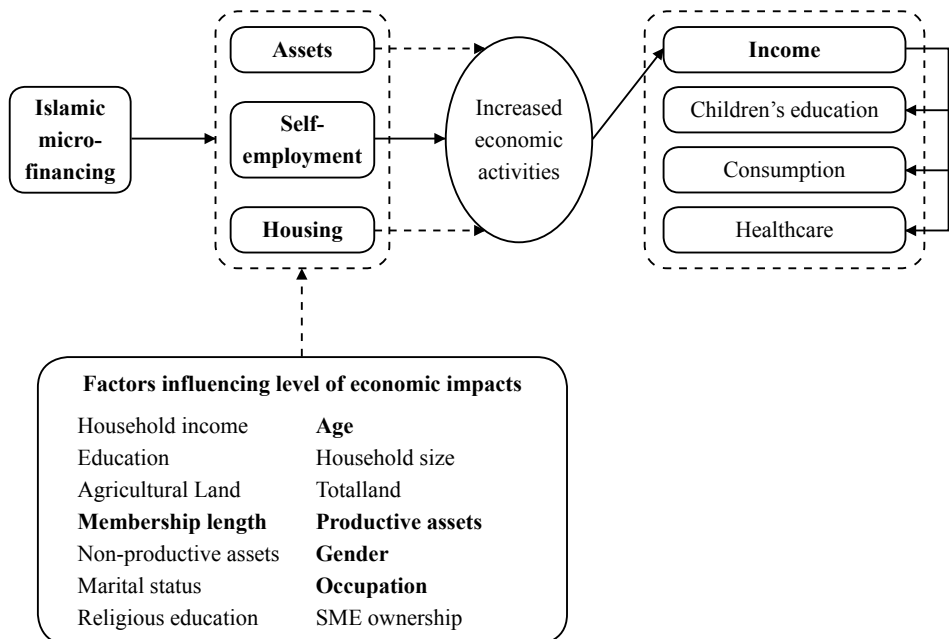 Islamic
micro-
financing
Assets
Self-
employment
Housing
Increased
economic
activities
Income
Children's education
Consumption
Healthcare
Factors influencing level of economic impacts
Household income
Education
Agricultural Land
Membership length
Non-productive assets
Marital status
Religious education
Age
Household size
Totalland
Productive assets
Gender
Occupation
SME ownership